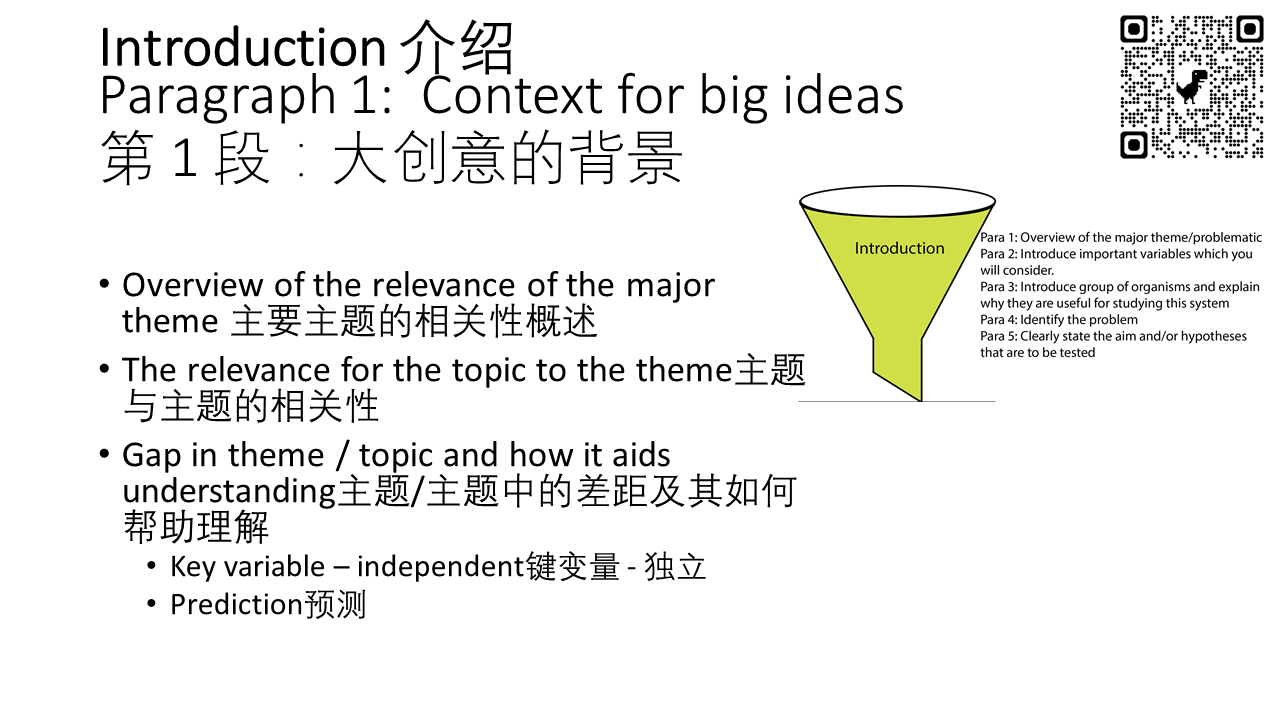 Introduction 介绍
Paragraph 1:  Context for big ideas
第 1 段：大创意的背景
• Overview of the relevance of the major
theme 主要主题的相关性概述
• The relevance for the topic to the theme主题
与主题的相关性
• Gap in theme / topic and how it aids
understanding主题/主题中的差距及其如何
帮助理解
• Key variable – independent键变量 - 独立
• Prediction预测
Introduction
Para 1: Overview of the major theme/problematic
Para 2: Introduce important variables which you
will consider.
Para 3: Introduce group of organisms and explain
why they are useful for studying this system
Para 4: Identify the problem
Para 5: Clearly state the aim and/or hypotheses
that are to be tested